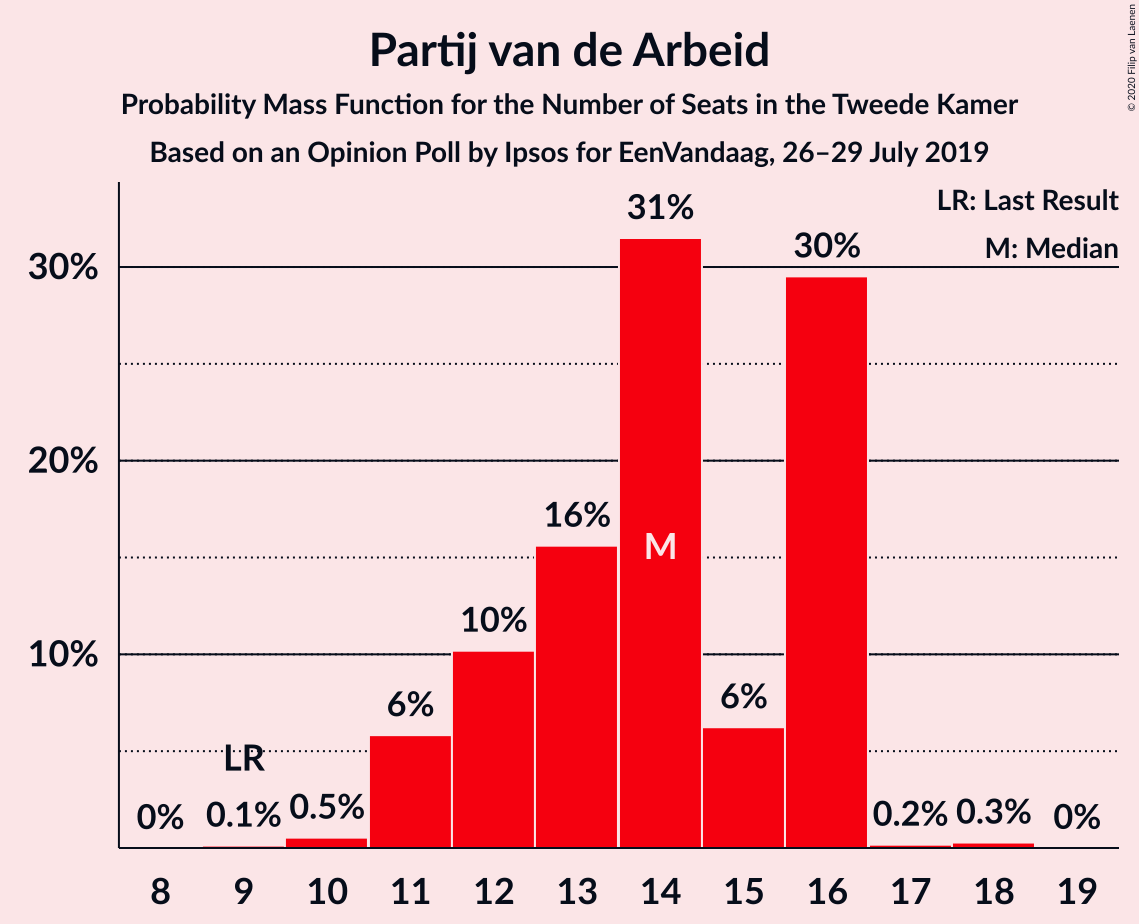 Partij van de Arbeid
Probability Mass Function for the Number of Seats in the Tweede Kamer
Based on an Opinion Poll by Ipsos for EenVandaag, 26–29 July 2019
© 2020 Filip van Laenen
LR: Last Result
M: Median
31%
30%
30%
20%
16%
M
10%
10%
6%
6%
LR
0%
0.1%
0.5%
0.2%
0.3%
0%
8 9 10 11 12 13 14 15 16 17 18 19